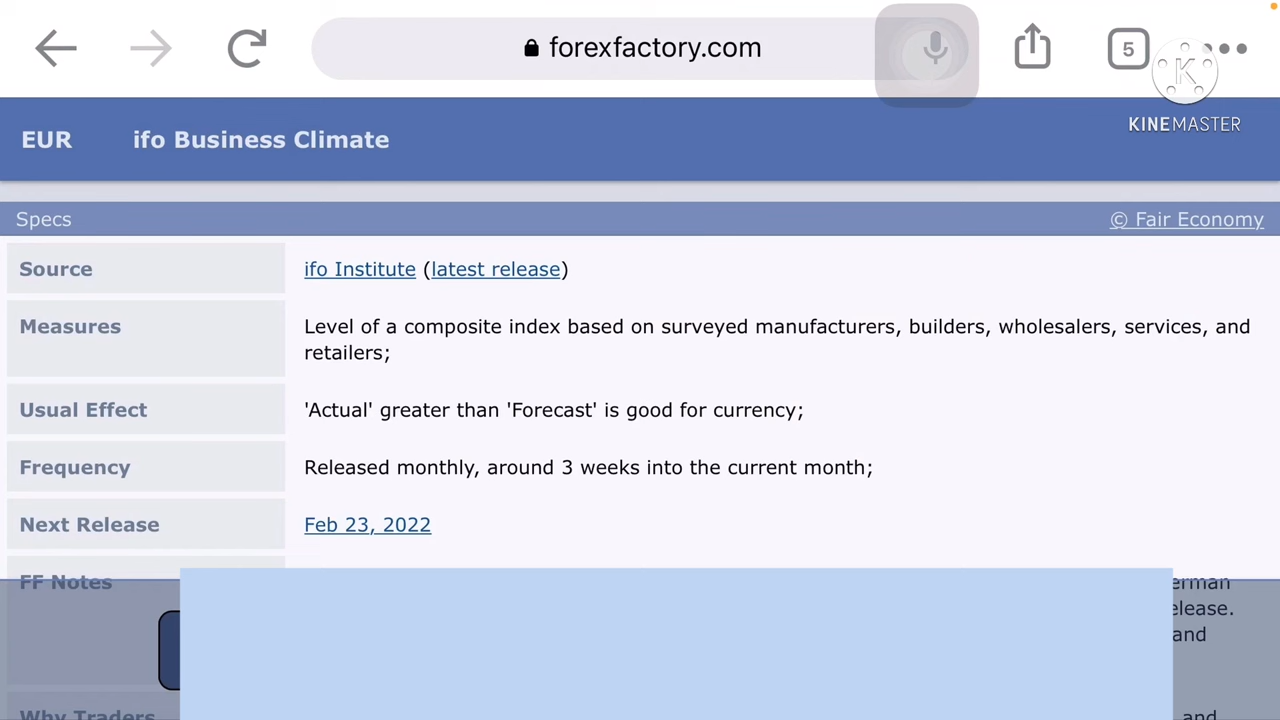 forexfactory.com
5
K
KINEMASTER
EUR ifo Business Climate
Specs © Fair Economy
Source ifo Institute (latest release)
Measures Level of a composite index based on surveyed manufacturers, builders, wholesalers, services, and
retailers;
Usual Effect 'Actual' greater than 'Forecast' is good for currency;
Frequency Released monthly, around 3 weeks into the current month;
Next Release Feb 23, 2022
FF Notes
and
Why Traders and